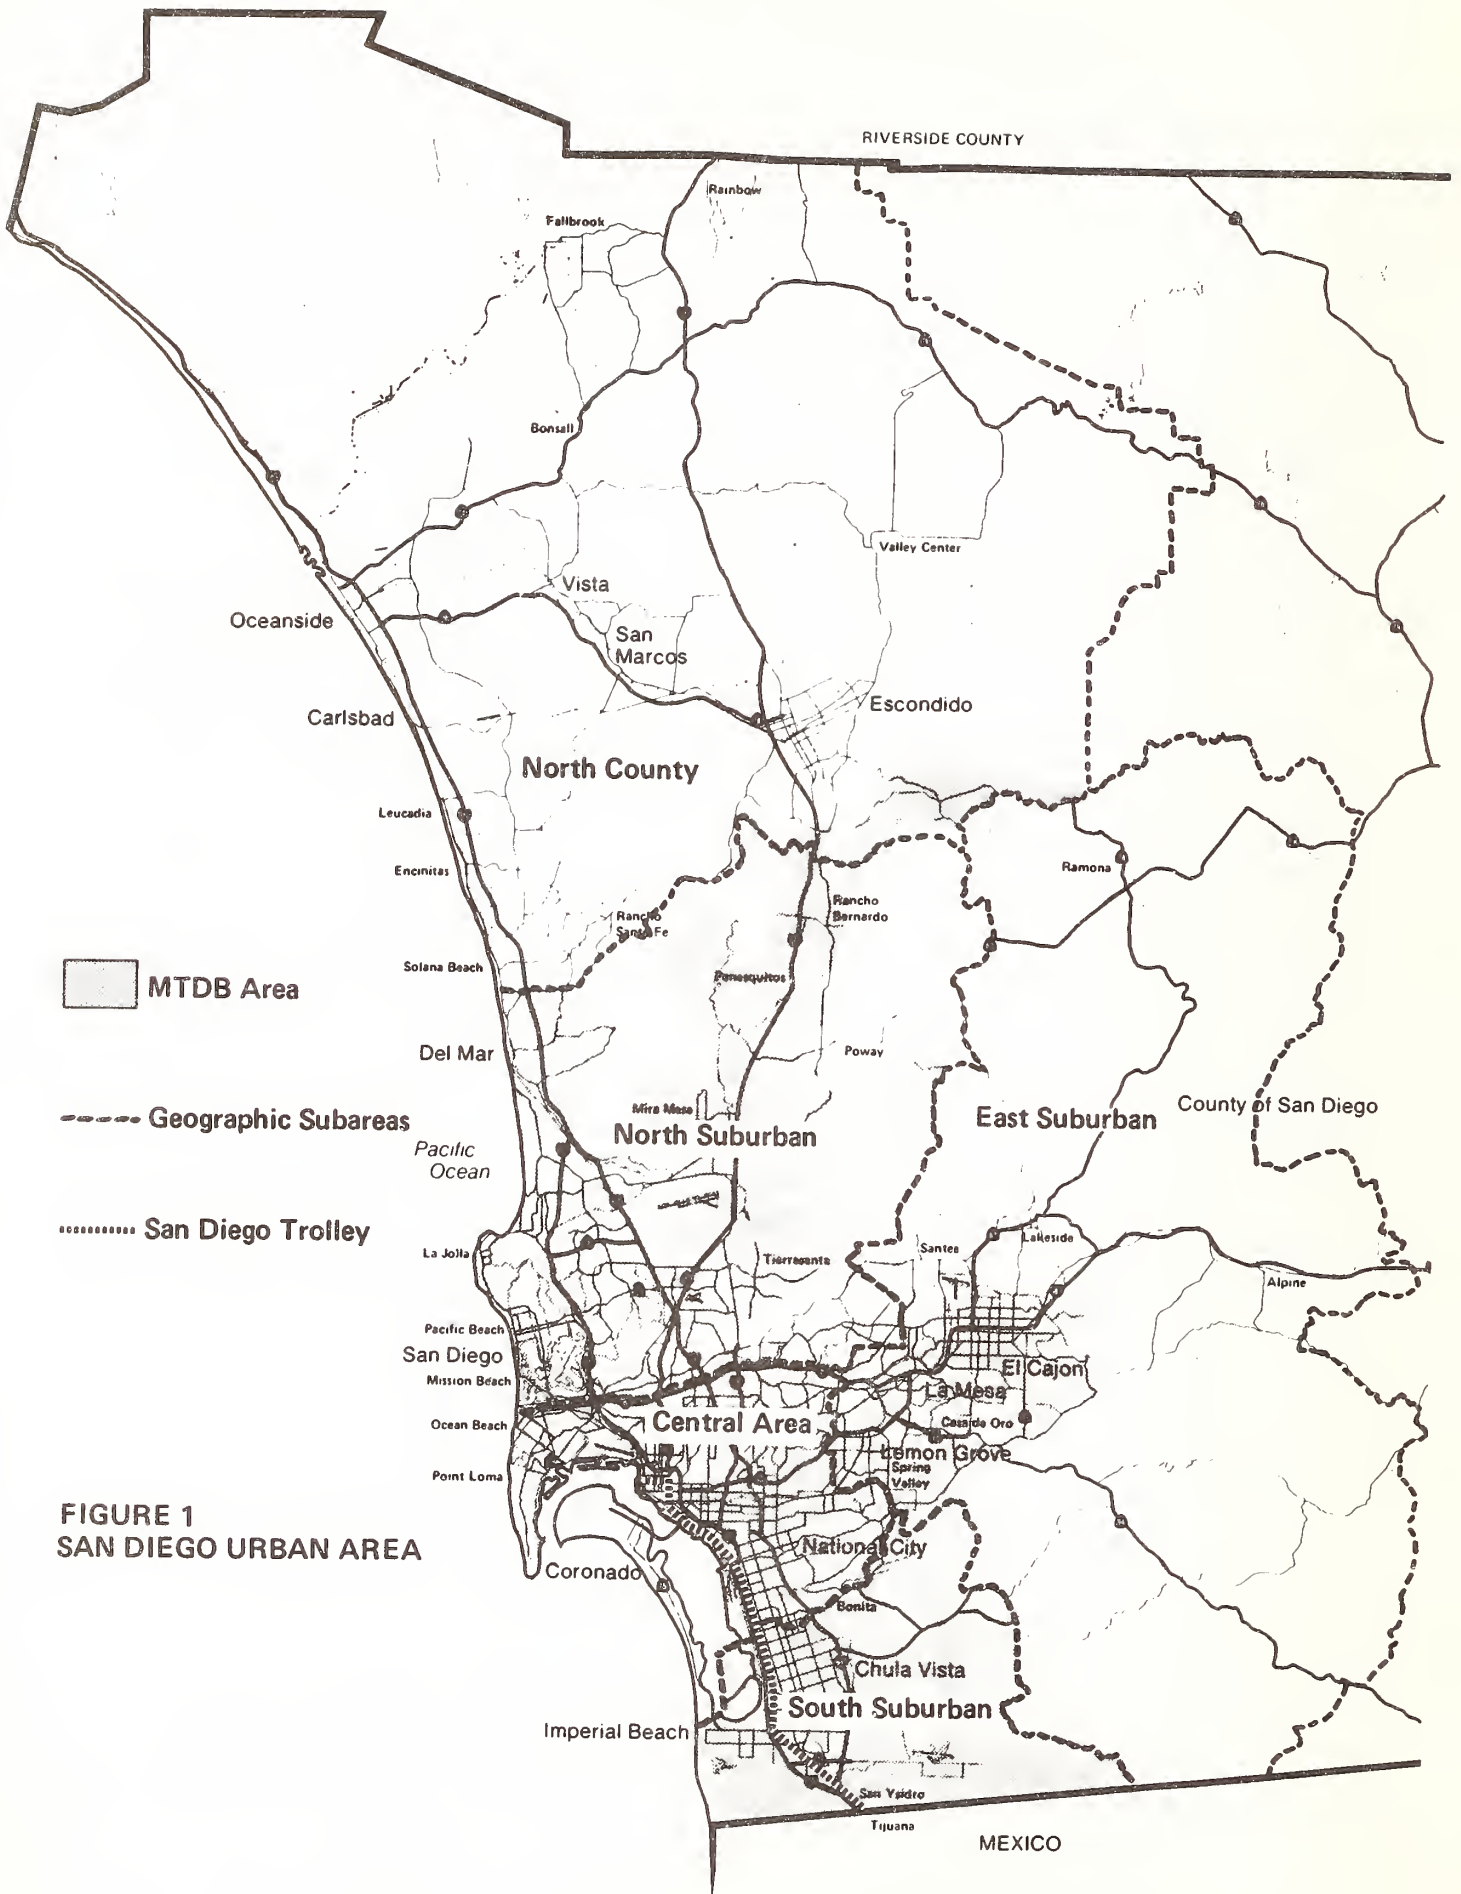 RIVERSIDE COUNTY
Rainbow
Fallbrook
Bonsall
Valley Center
Vista
Oceanside
San
Marcos
Carlsbad
Escondido
North County
Leucadia
Encinitas
Ramona
Rancho
Bernardo
Rancho
Santa Fe
Solana Beach
Penasquitos
MTDB Area
Del Mar
Poway
Mira Mesa
Geographic Subareas
North Suburban
East Suburban
County of San Diego
Pacific
Ocean
San Diego Trolley
La Jolla
Tierrasanta
Santee
Lakeside
Alpine
Pacific Beach
San Diego
El Cajon
Mission Beach
La Mesa
Ocean Beach
Central Area
Casa de Oro
Lemon Grove
Spring
Valley
Point Loma
FIGURE 1
SAN DIEGO URBAN AREA
National City
Coronado
Bonita
Chula Vista
South Suburban
Imperial Beach
San Ysidro
Tijuana
MEXICO